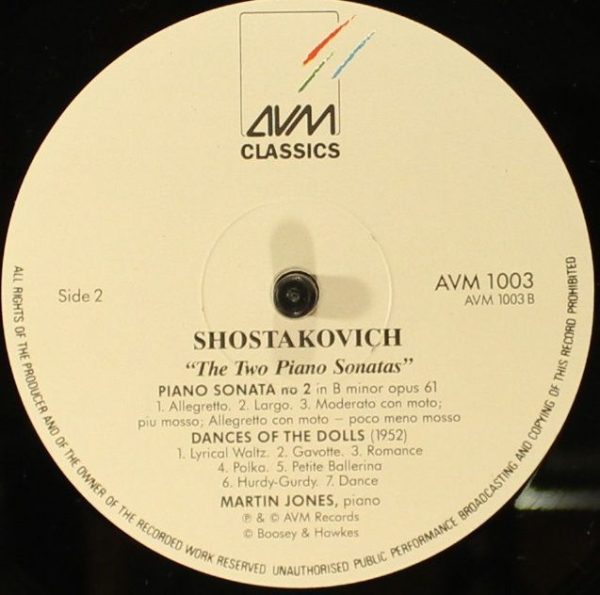 AVM
CLASSICS
Side 2
AVM 1003
AVM 1003 B
SHOSTAKOVICH
“The Two Piano Sonatas”
PIANO SONATA no 2 in B minor opus 61
1. Allegretto. 2. Largo. 3. Moderato con moto;
piu mosso; Allegretto con moto – poco meno mosso
DANCES OF THE DOLLS (1952)
1. Lyrical Waltz. 2. Gavotte. 3. Romance
4. Polka. 5. Petite Ballerina
6. Hurdy-Gurdy. 7. Dance
MARTIN JONES, piano
℗ & © AVM Records
© Boosey & Hawkes
ALL RIGHTS OF THE PRODUCER AND OF THE OWNER OF THE RECORDED WORK RESERVED UNAUTHORISED PUBLIC PERFORMANCE BROADCASTING AND COPYING OF THIS RECORD PROHIBITED